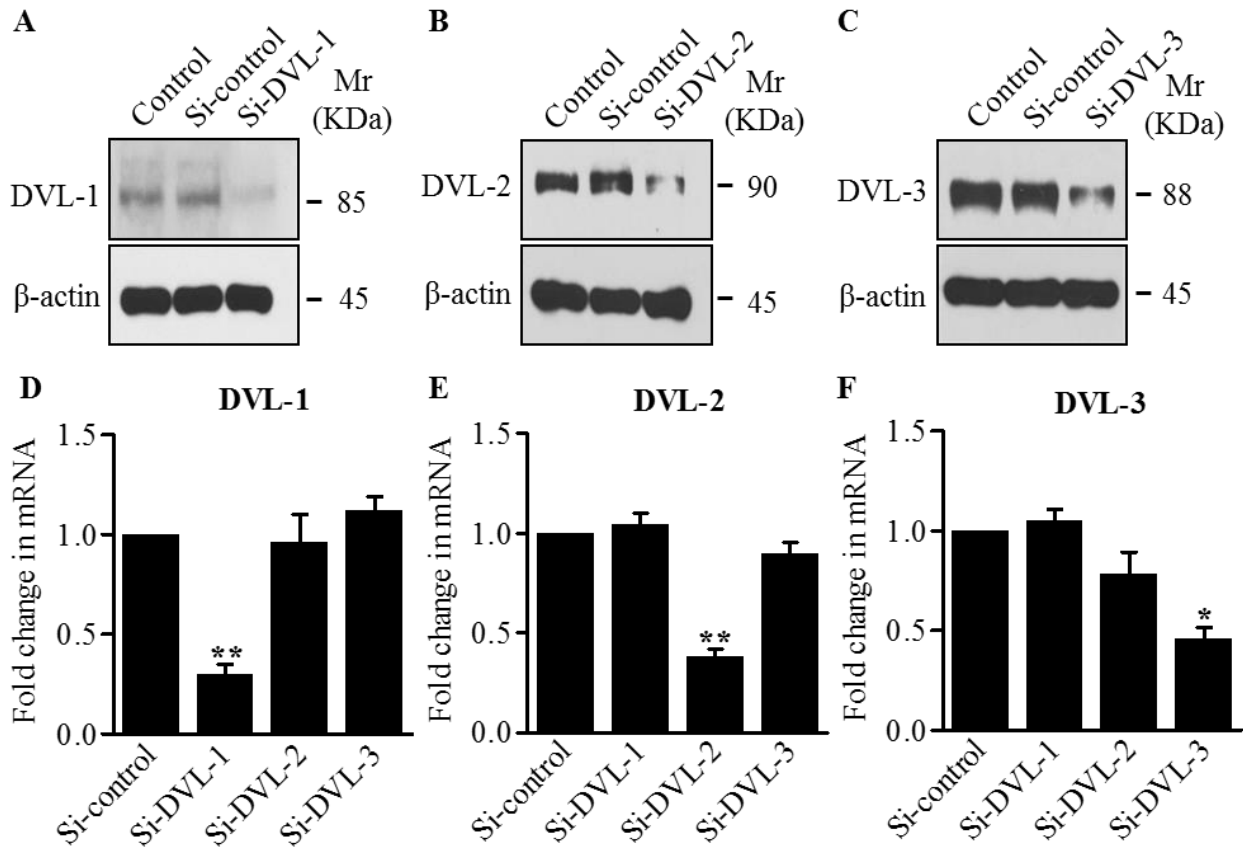 A
Control
Si-control
Si-DVL-1
Mr
(KDa)
DVL-1
85
β-actin
45
B
Control
Si-control
Si-DVL-2
Mr
(KDa)
DVL-2
90
β-actin
45
C
Control
Si-control
Si-DVL-3
Mr
(KDa)
DVL-3
88
β-actin
45
D
DVL-1
Fold change in mRNA
1.5
1.0
0.5
0.0
**
Si-control
Si-DVL-1
Si-DVL-2
Si-DVL-3
E
DVL-2
Fold change in mRNA
1.5
1.0
0.5
0.0
**
Si-control
Si-DVL-1
Si-DVL-2
Si-DVL-3
F
DVL-3
Fold change in mRNA
1.5
1.0
0.5
0.0
*
Si-control
Si-DVL-1
Si-DVL-2
Si-DVL-3